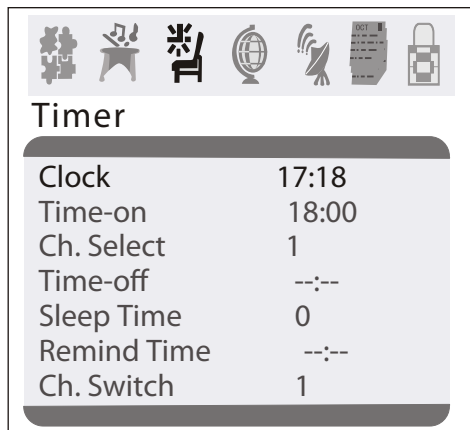 OCT
Timer
Clock 17:18
Time-on 18:00
Ch. Select 1
Time-off --:--
Sleep Time 0
Remind Time --:--
Ch. Switch 1